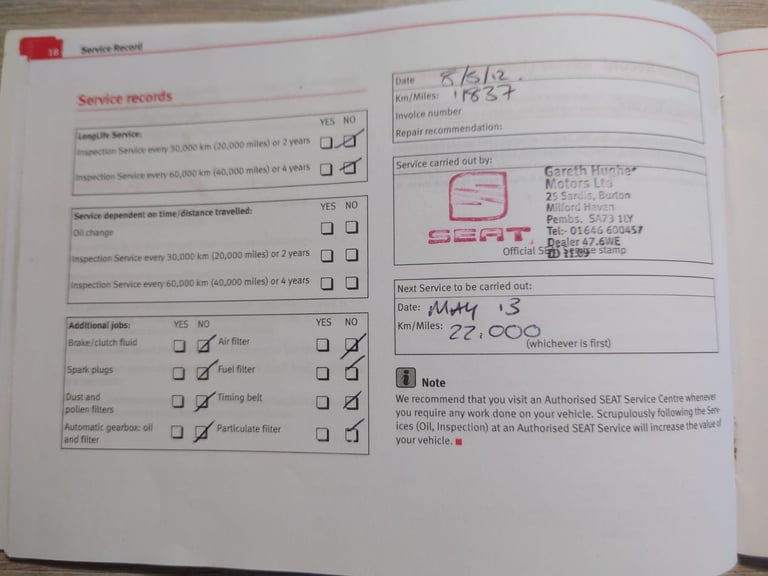 18 Service Record
Service records
YES NO
LongLife Service:
Inspection Service every 30,000 km (20,000 miles) or 2 years
Inspection Service every 60,000 km (40,000 miles) or 4 years
Service dependent on time/distance travelled: YES NO
Oil change
Inspection Service every 30,000 km (20,000 miles) or 2 years
Inspection Service every 60,000 km (40,000 miles) or 4 years
Additional jobs: YES NO YES NO
Brake/clutch fluid Air filter
Spark plugs Fuel filter
Dust and
pollen filters Timing belt
Automatic gearbox: oil
and filter Particulate filter
Date 8/5/12.
Km/Miles: 11837
Invoice number
Repair recommendation:
Service carried out by:
SEAT
Gareth Hughes
Motors Ltd
25 Sardis, Burton
Milford Haven
Pembs. SA73 1LY
Tel:- 01646 600457
Dealer 47.6WE
Official SEAT Service stamp
Next Service to be carried out:
Date: MAY 13
Km/Miles: 22.000
(whichever is first)
i Note
We recommend that you visit an Authorised SEAT Service Centre whenever
you require any work done on your vehicle. Scrupulously following the Serv-
ices (Oil, Inspection) at an Authorised SEAT Service will increase the value of
your vehicle.